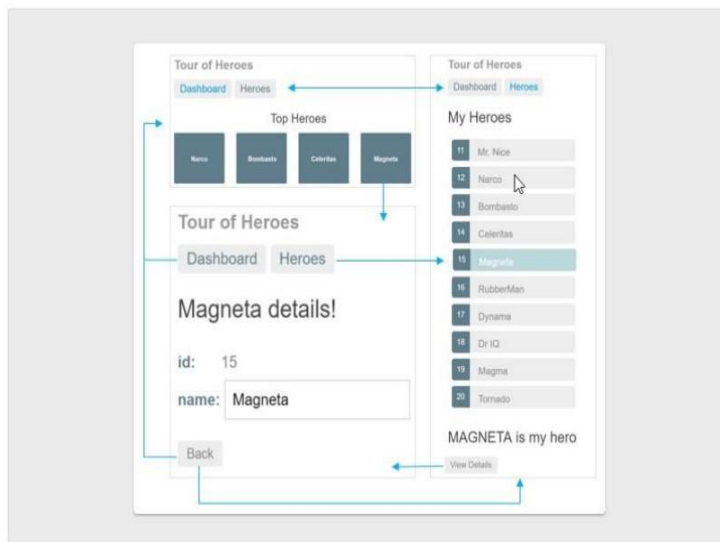 Tour of Heroes
Dashboard Heroes
Top Heroes
Narco Bombasto Celeritas Magneta
Tour of Heroes
Dashboard Heroes
Magneta details!
id: 15
name: Magneta
Back
Tour of Heroes
Dashboard Heroes
My Heroes
11 Mr. Nice
12 Narco
13 Bombasto
14 Celeritas
15 Magneta
16 RubberMan
17 Dynama
18 Dr IQ
19 Magma
20 Tornado
MAGNETA is my hero
View Details